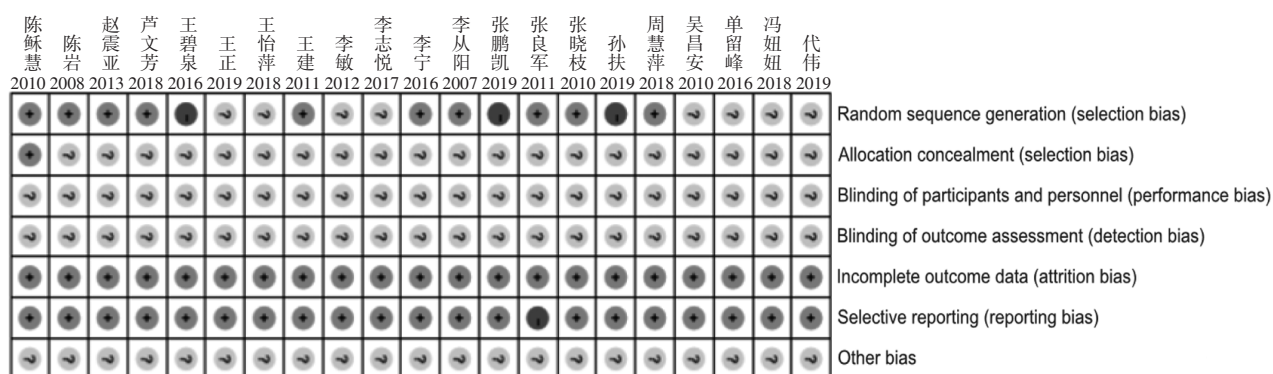 陈稣慧 2010
陈岩 2008
赵震亚 2013
芦文芳 2018
王碧泉 2016
王正 2019
王怡萍 2018
王建 2011
李敏 2012
李志悦 2017
李宁 2016
李从阳 2007
张鹏凯 2019
张良军 2011
张晓枝 2010
孙扶 2019
周慧萍 2018
吴昌安 2010
单留峰 2016
冯妞妞 2018
代伟 2019
Random sequence generation (selection bias)
Allocation concealment (selection bias)
Blinding of participants and personnel (performance bias)
Blinding of outcome assessment (detection bias)
Incomplete outcome data (attrition bias)
Selective reporting (reporting bias)
Other bias